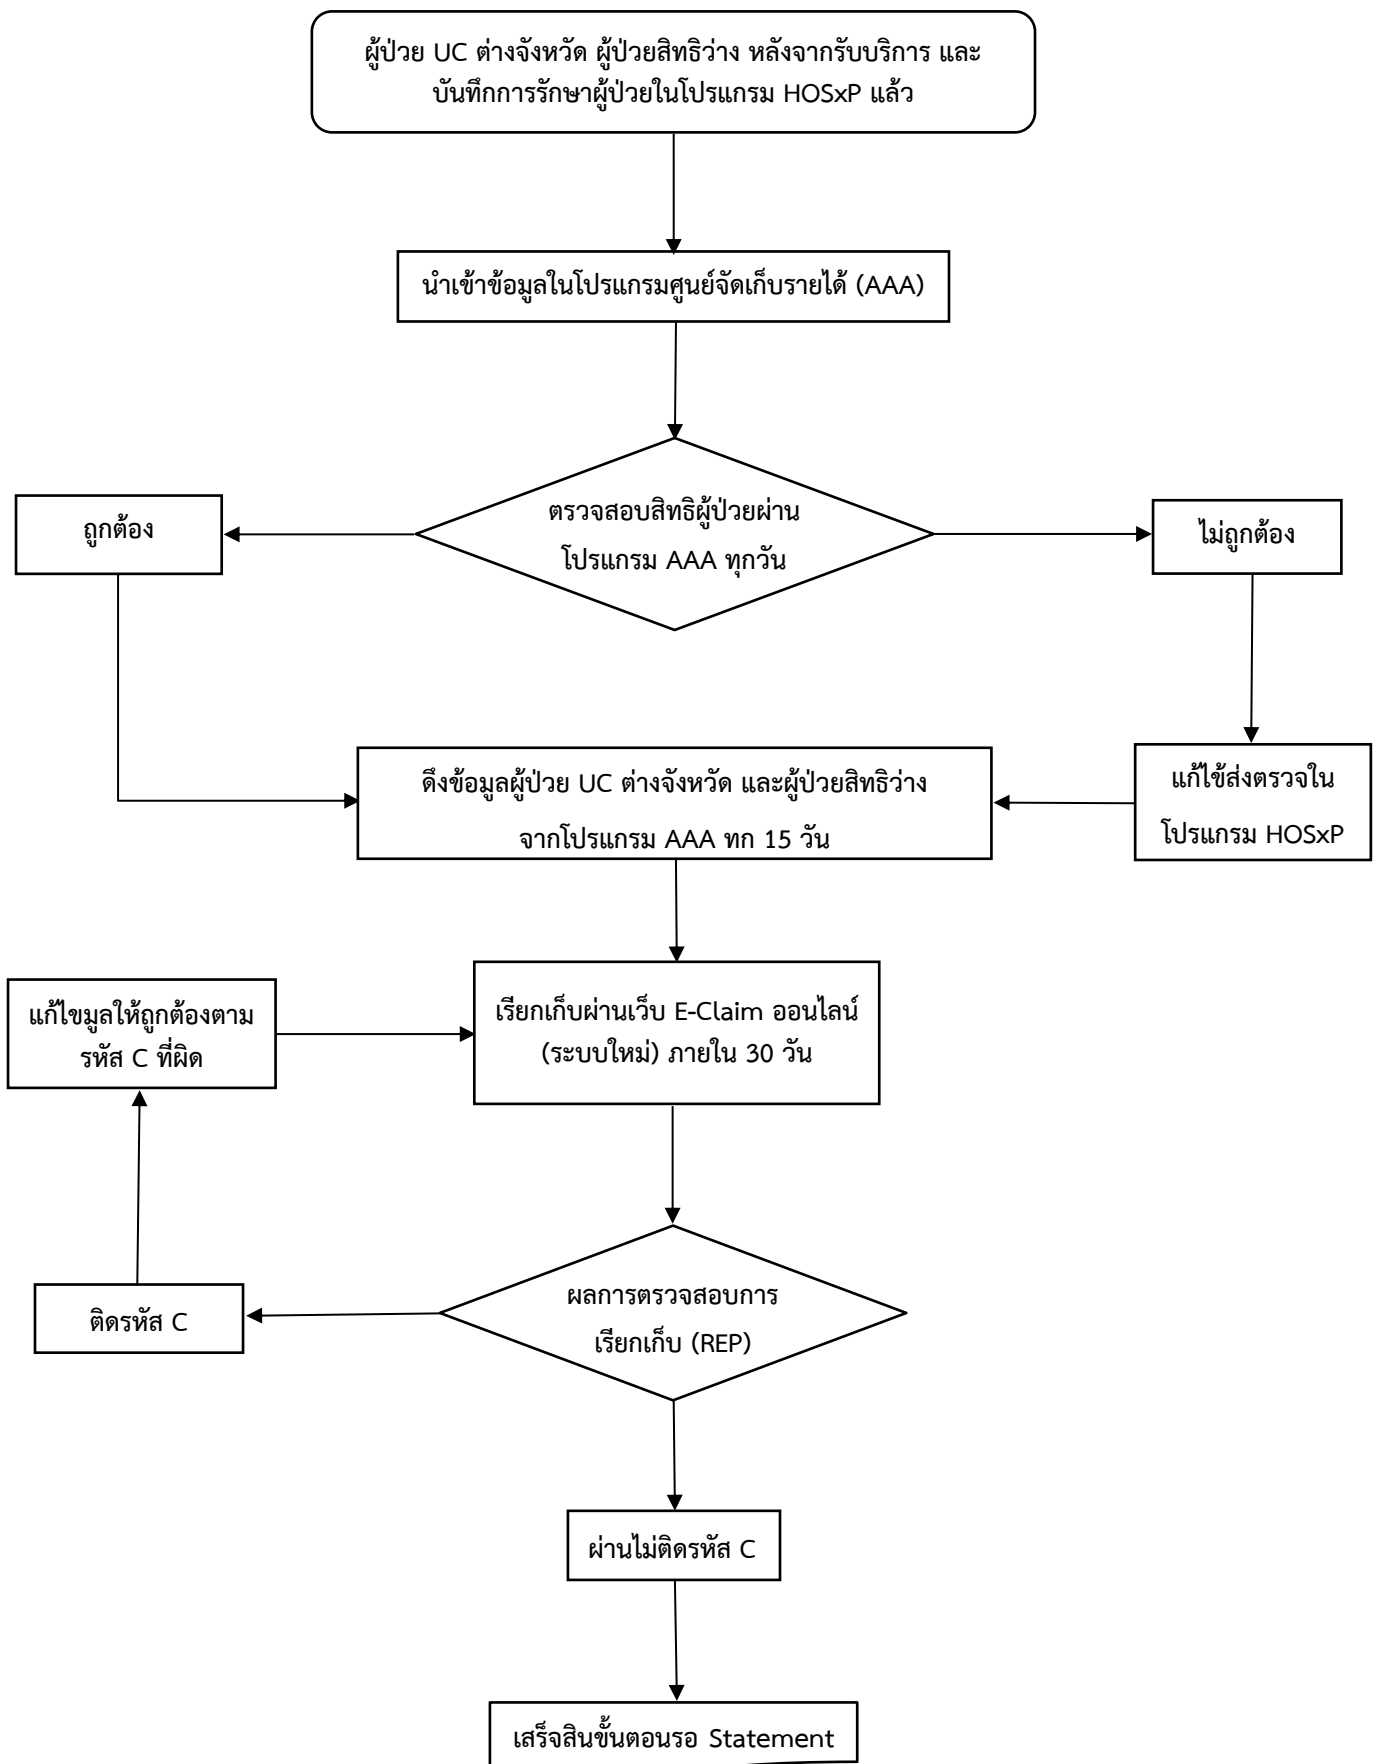 ผู้ป่วย UC ต่างจังหวัด ผู้ป่วยสิทธิว่าง หลังจากรับบริการ และ
บันทึกการรักษาผู้ป่วยในโปรแกรม HOSxP แล้ว
นำเข้าข้อมูลในโปรแกรมศูนย์จัดเก็บรายได้ (AAA)
ตรวจสอบสิทธิผู้ป่วยผ่าน
โปรแกรม AAA ทุกวัน
ถูกต้อง
ไม่ถูกต้อง
ดึงข้อมูลผู้ป่วย UC ต่างจังหวัด และผู้ป่วยสิทธิว่าง
จากโปรแกรม AAA ทก 15 วัน
แก้ไข้ส่งตรวจใน
โปรแกรม HOSxP
แก้ไขมูลให้ถูกต้องตาม
รหัส C ที่ผิด
เรียกเก็บผ่านเว็บ E-Claim ออนไลน์
(ระบบใหม่) ภายใน 30 วัน
ติดรหัส C
ผลการตรวจสอบการ
เรียกเก็บ (REP)
ผ่านไม่ติดรหัส C
เสร็จสินขั้นตอนรอ Statement